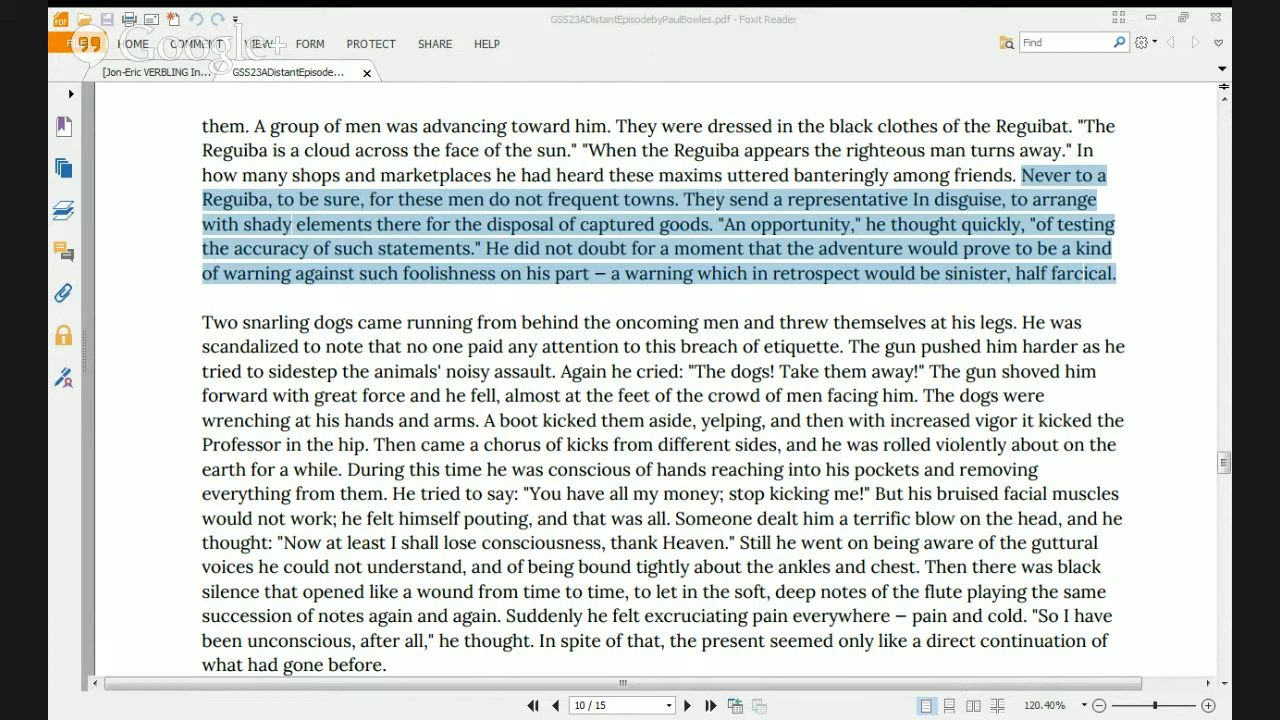 GSS23ADistantEpisodebyPaulBowles.pdf - Foxit Reader
Google+
HOME COMMENT VIEW FORM PROTECT SHARE HELP
Find
[Jon-Eric VERBLING In... GSS23ADistantEpisode...
them. A group of men was advancing toward him. They were dressed in the black clothes of the Reguibat. "The
Reguiba is a cloud across the face of the sun." "When the Reguiba appears the righteous man turns away." In
how many shops and marketplaces he had heard these maxims uttered banteringly among friends. Never to a
Reguiba, to be sure, for these men do not frequent towns. They send a representative In disguise, to arrange
with shady elements there for the disposal of captured goods. "An opportunity," he thought quickly, "of testing
the accuracy of such statements." He did not doubt for a moment that the adventure would prove to be a kind
of warning against such foolishness on his part – a warning which in retrospect would be sinister, half farcical.
Two snarling dogs came running from behind the oncoming men and threw themselves at his legs. He was
scandalized to note that no one paid any attention to this breach of etiquette. The gun pushed him harder as he
tried to sidestep the animals' noisy assault. Again he cried: "The dogs! Take them away!" The gun shoved him
forward with great force and he fell, almost at the feet of the crowd of men facing him. The dogs were
wrenching at his hands and arms. A boot kicked them aside, yelping, and then with increased vigor it kicked the
Professor in the hip. Then came a chorus of kicks from different sides, and he was rolled violently about on the
earth for a while. During this time he was conscious of hands reaching into his pockets and removing
everything from them. He tried to say: "You have all my money; stop kicking me!" But his bruised facial muscles
would not work; he felt himself pouting, and that was all. Someone dealt him a terrific blow on the head, and he
thought: "Now at least I shall lose consciousness, thank Heaven." Still he went on being aware of the guttural
voices he could not understand, and of being bound tightly about the ankles and chest. Then there was black
silence that opened like a wound from time to time, to let in the soft, deep notes of the flute playing the same
succession of notes again and again. Suddenly he felt excruciating pain everywhere – pain and cold. "So I have
been unconscious, after all," he thought. In spite of that, the present seemed only like a direct continuation of
what had gone before.
10 / 15
120.40%